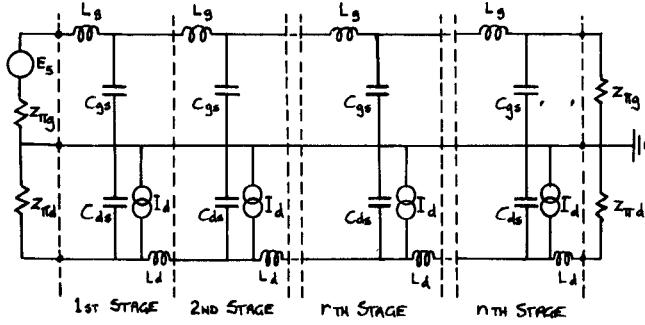 Lg Lg Lg Lg
Es
Cgs Cgs Cgs Cgs
Zπg Zπg
Zπd Cds Id Cds Id Cds Id Cds Id Zπd
Ld Ld Ld Ld
1ST STAGE 2ND STAGE rTH STAGE nTH STAGE